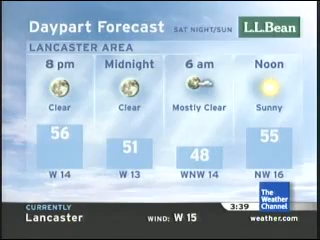 Daypart Forecast SAT NIGHT/SUN L.L.Bean
LANCASTER AREA
8 pm Midnight 6 am Noon
Clear Clear Mostly Clear Sunny
56 51 48 55
W 14 W 13 WNW 14 NW 16
CURRENTLY
Lancaster WIND: W 15
3:39
The
Weather
Channel
weather.com